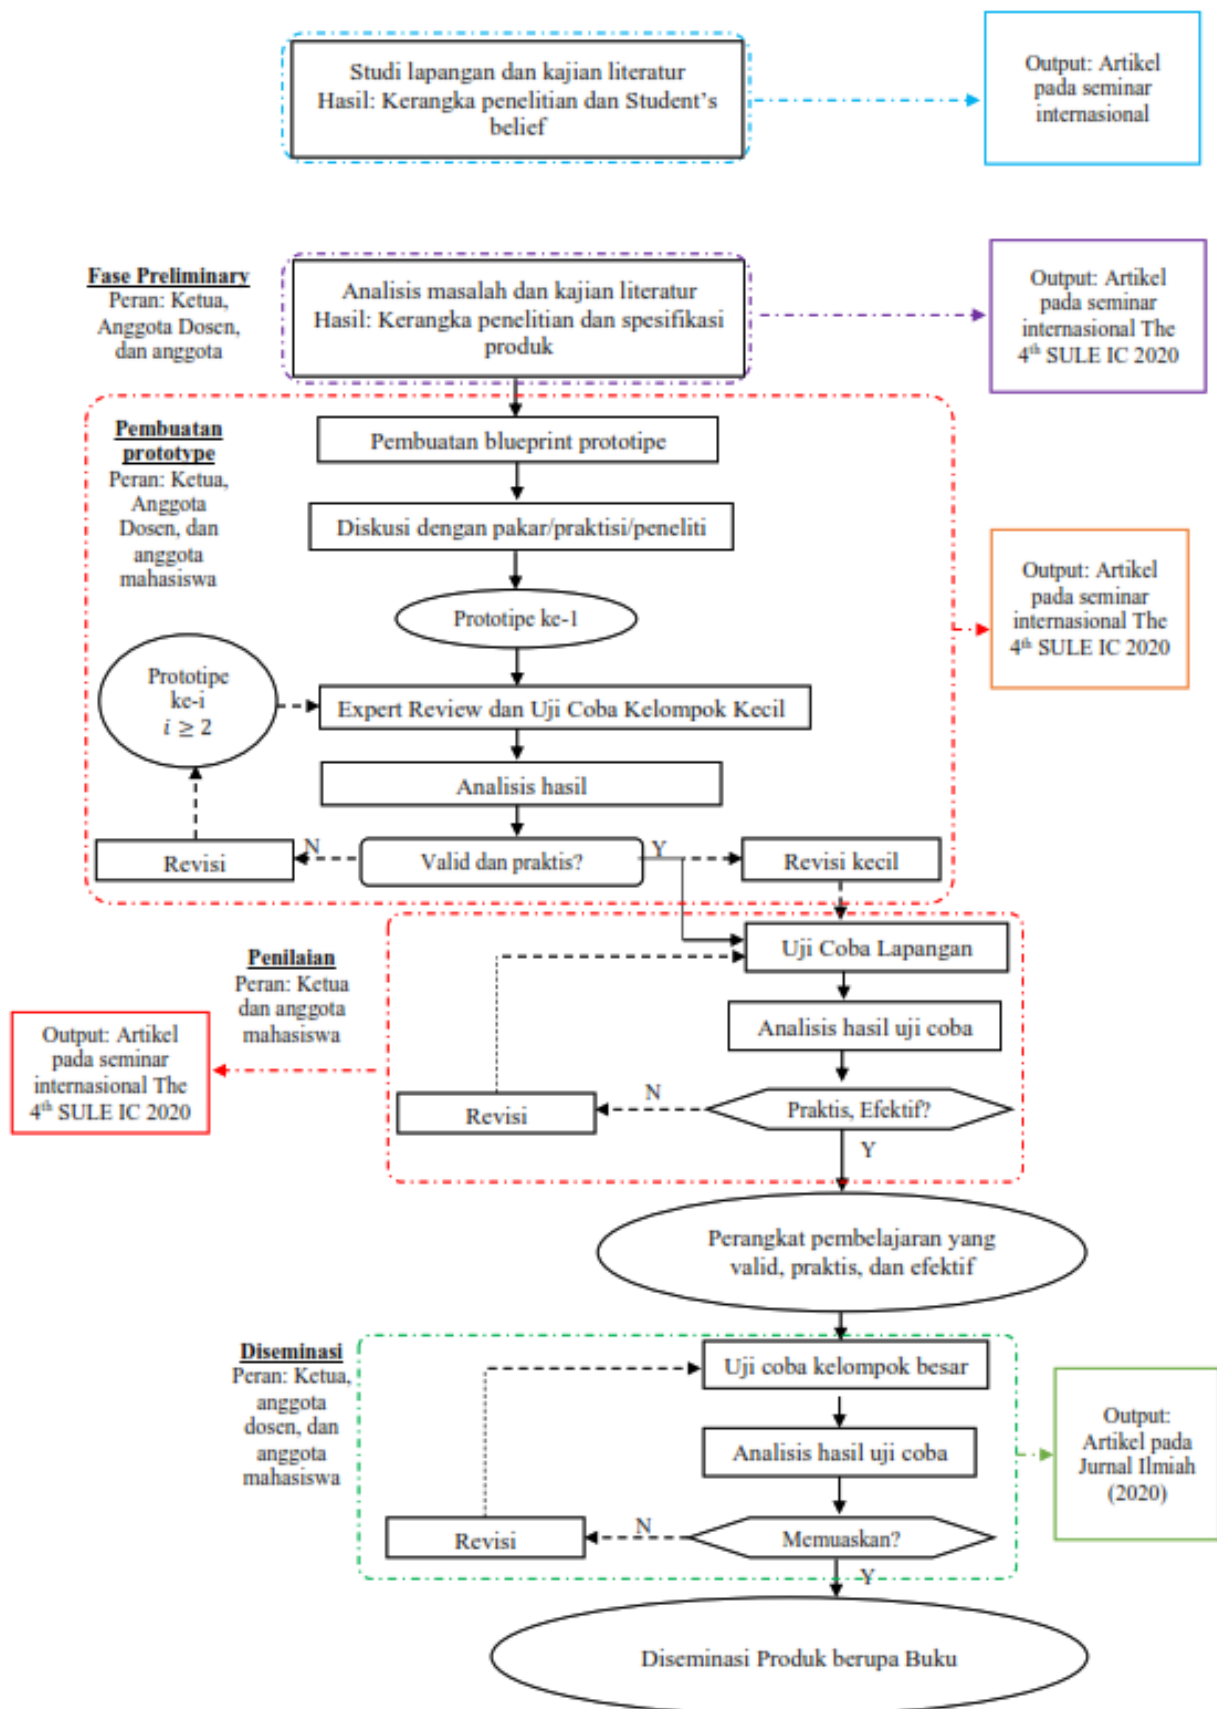 Studi lapangan dan kajian literatur
Hasil: Kerangka penelitian dan Student's
belief
Output: Artikel
pada seminar
internasional
Fase Preliminary
Peran: Ketua,
Anggota Dosen,
dan anggota
Analisis masalah dan kajian literatur
Hasil: Kerangka penelitian dan spesifikasi
produk
Output: Artikel
pada seminar
internasional The
4th SULE IC 2020
Pembuatan
prototype
Peran: Ketua,
Anggota
Dosen, dan
anggota
mahasiswa
Pembuatan blueprint prototipe
Diskusi dengan pakar/praktisi/peneliti
Prototipe ke-1
Output: Artikel
pada seminar
internasional The
4th SULE IC 2020
Prototipe
ke-i
i ≥ 2
Expert Review dan Uji Coba Kelompok Kecil
Analisis hasil
Revisi
N
Valid dan praktis?
Y
Revisi kecil
Penilaian
Peran: Ketua
dan anggota
mahasiswa
Uji Coba Lapangan
Analisis hasil uji coba
Output: Artikel
pada seminar
internasional The
4th SULE IC 2020
Revisi
N
Praktis, Efektif?
Y
Perangkat pembelajaran yang
valid, praktis, dan efektif
Diseminasi
Peran: Ketua,
anggota
dosen, dan
anggota
mahasiswa
Uji coba kelompok besar
Analisis hasil uji coba
Output:
Artikel pada
Jurnal Ilmiah
(2020)
Revisi
N
Memuaskan?
Y
Diseminasi Produk berupa Buku